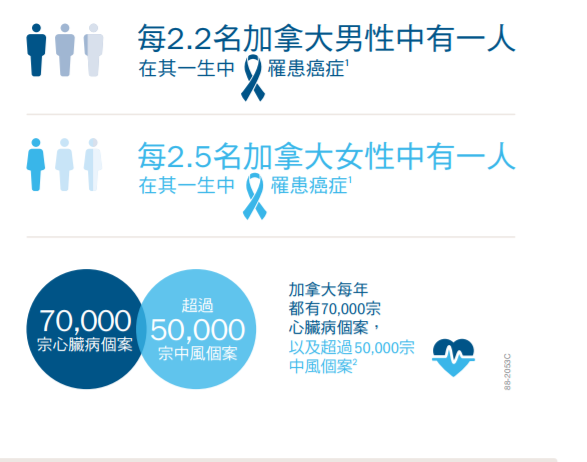 每2.2名加拿大男性中有一人
在其一生中 罹患癌症¹
每2.5名加拿大女性中有一人
在其一生中 罹患癌症¹
70,000
宗心臟病個案
超過
50,000
宗中風個案
加拿大每年
都有70,000宗
心臟病個案，
以及超過50,000宗
中風個案²
88-2053C